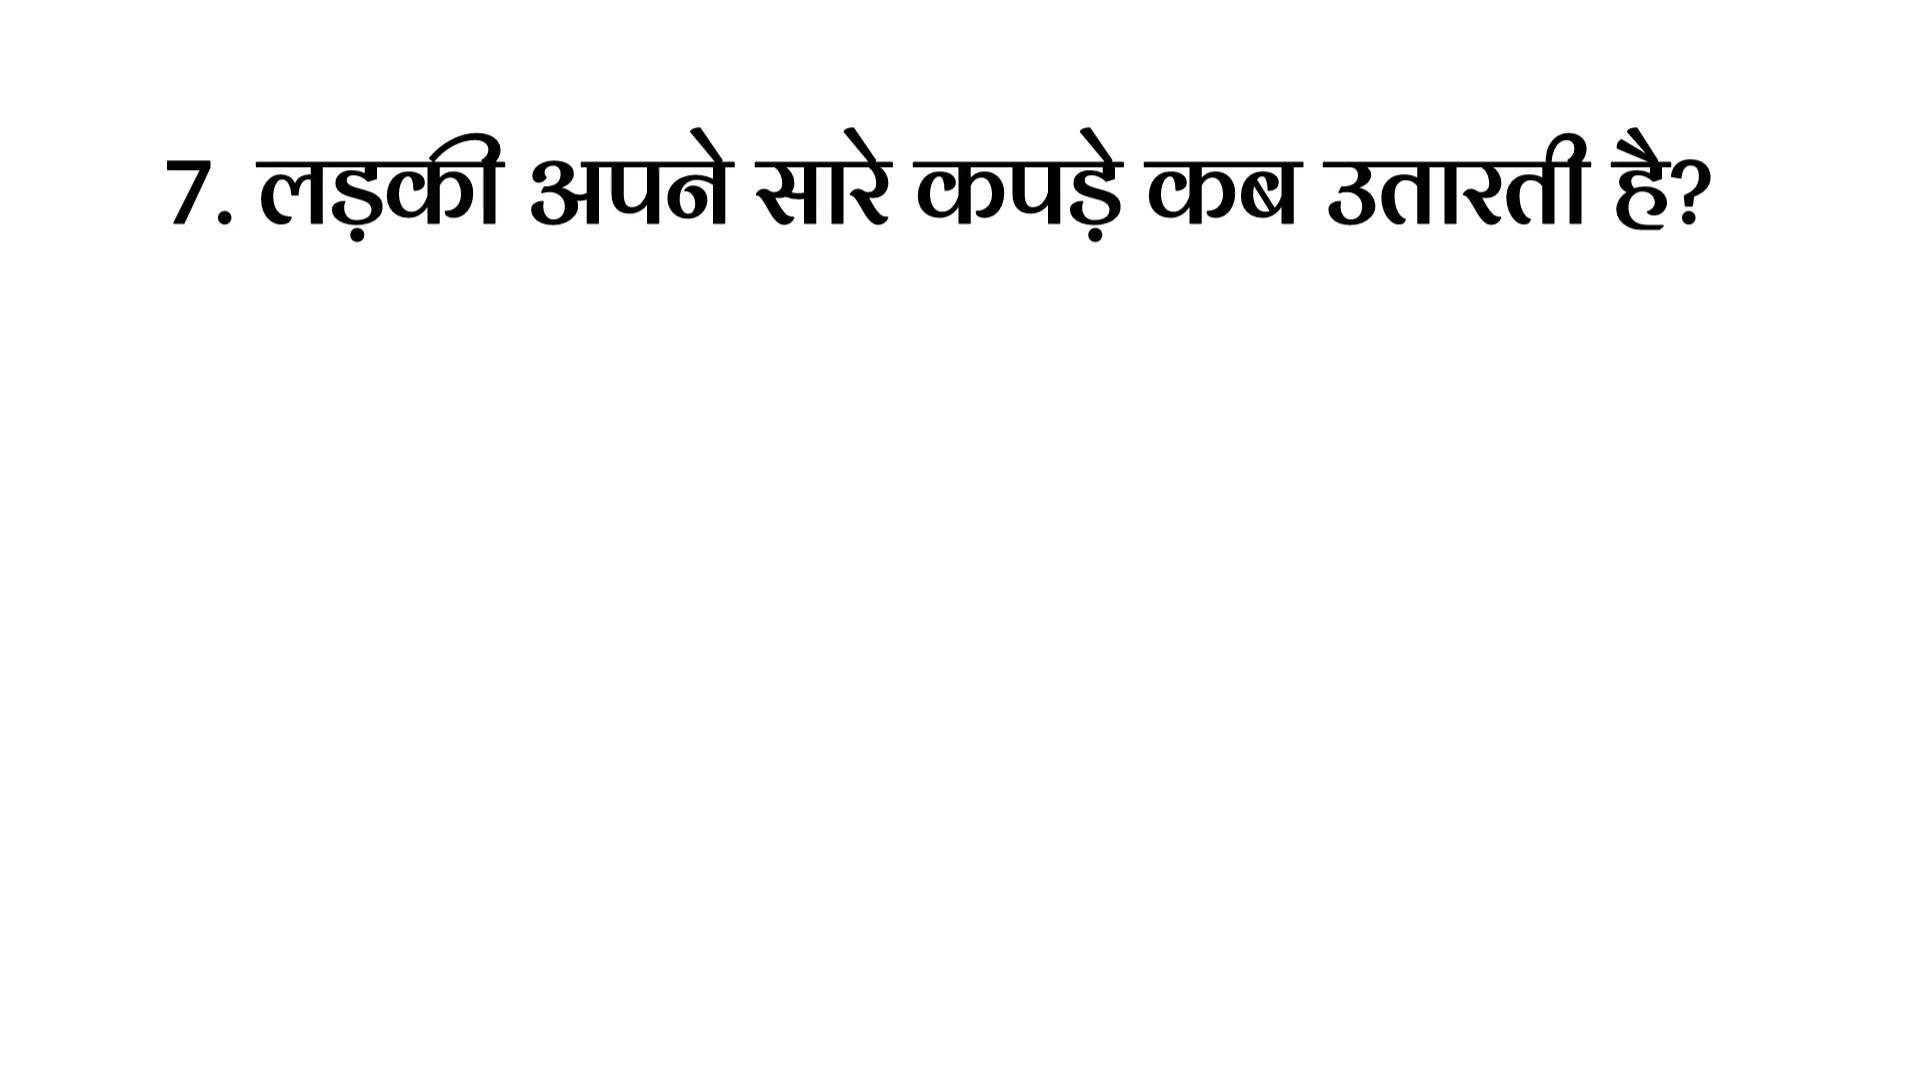 7. लड़की अपने सारे कपड़े कब उतारती है?